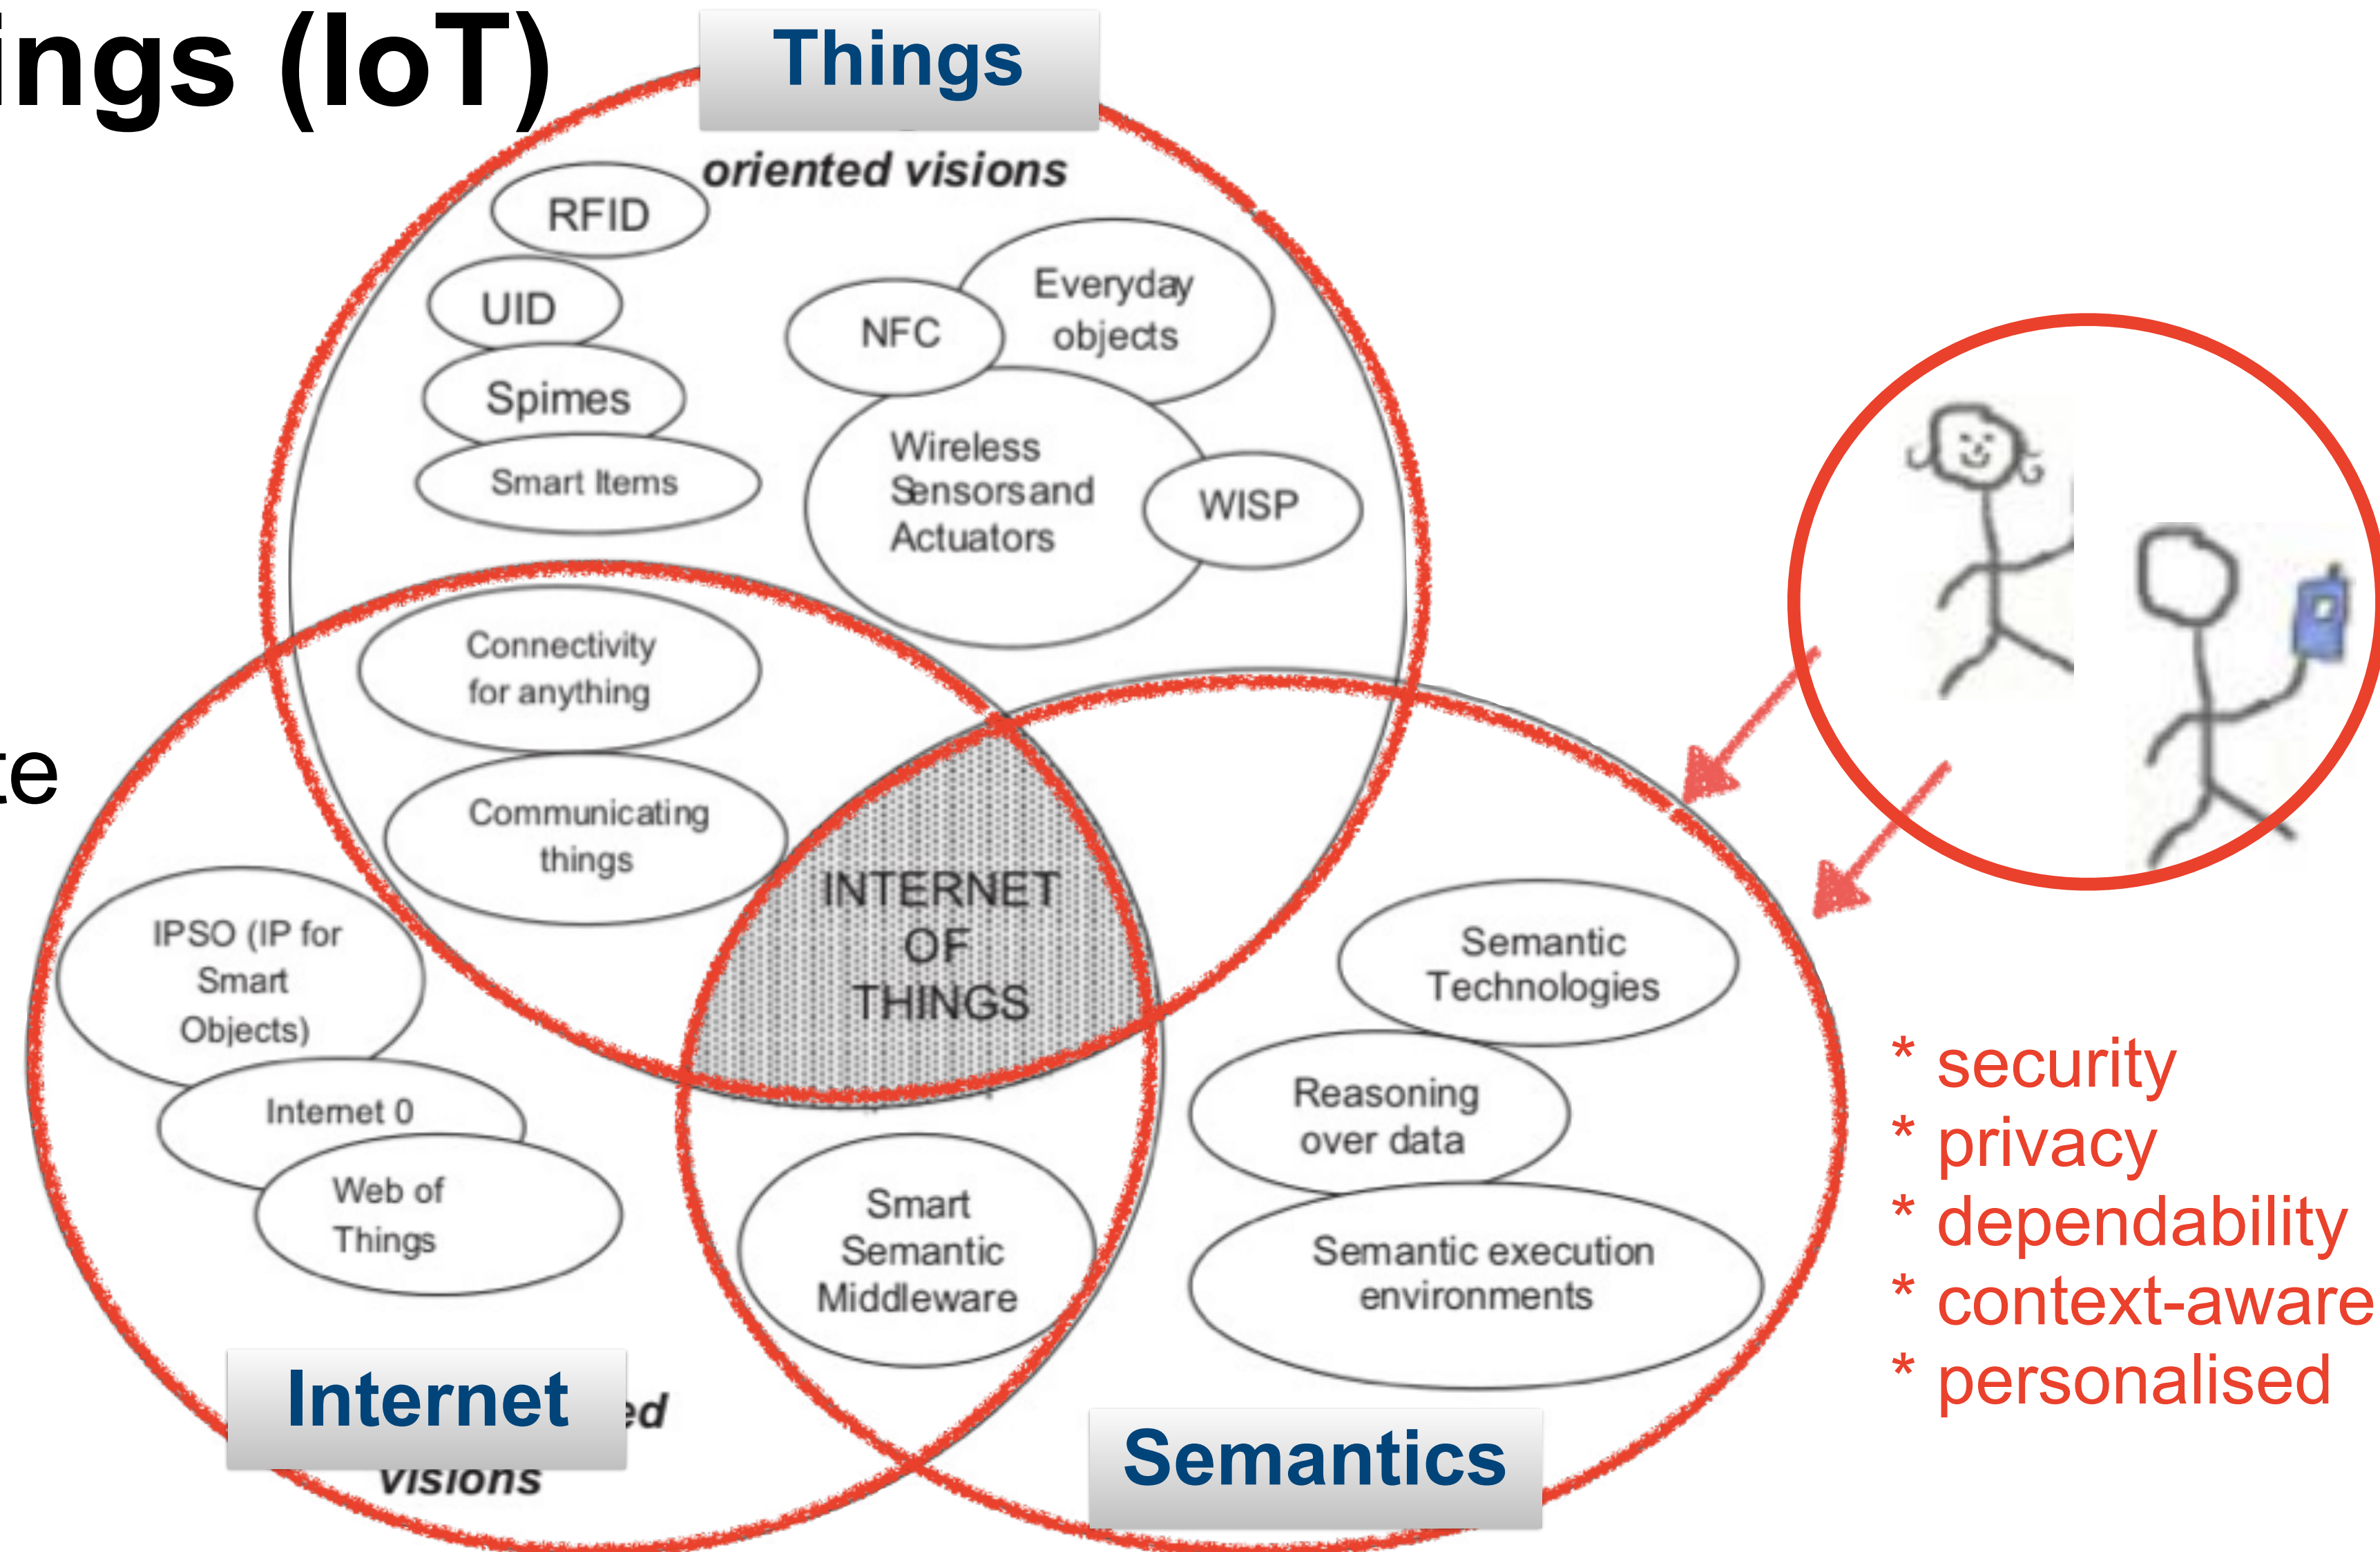 ings (IoT)
Things
oriented visions
RFID
UID
Spimes
Smart Items
NFC
Everyday
objects
Wireless
Sensors and
Actuators
WISP
Connectivity
for anything
Communicating
things
te
IPSO (IP for
Smart
Objects)
Internet 0
Web of
Things
INTERNET
OF
THINGS
Semantic
Technologies
Reasoning
over data
Semantic execution
environments
Smart
Semantic
Middleware
Internet
ed
visions
Semantics
* security
* privacy
* dependability
* context-aware
* personalised